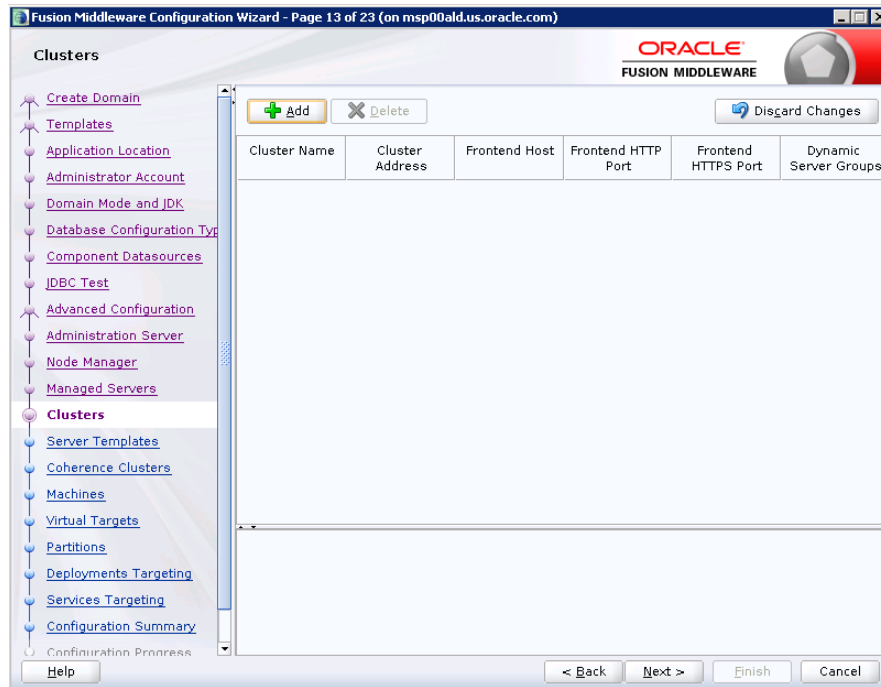 Fusion Middleware Configuration Wizard - Page 13 of 23 (on msp00ald.us.oracle.com)
Clusters
ORACLE
FUSION MIDDLEWARE
Create Domain
Templates
Application Location
Administrator Account
Domain Mode and JDK
Database Configuration Typ
Component Datasources
JDBC Test
Advanced Configuration
Administration Server
Node Manager
Managed Servers
Clusters
Server Templates
Coherence Clusters
Machines
Virtual Targets
Partitions
Deployments Targeting
Services Targeting
Configuration Summary
Configuration Progress
Add Delete Discard Changes
Cluster Name Cluster Address Frontend Host Frontend HTTP Port Frontend HTTPS Port Dynamic Server Groups
Help < Back Next > Finish Cancel